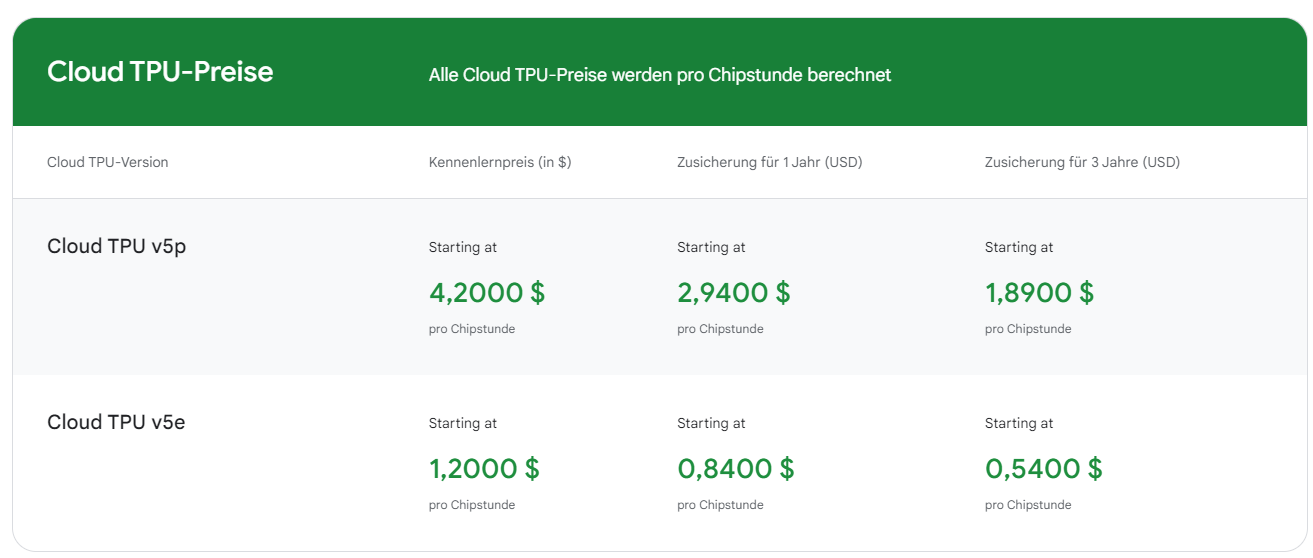 Cloud TPU-Preise
Alle Cloud TPU-Preise werden pro Chipstunde berechnet
Cloud TPU-Version
Kennenlernpreis (in $)
Zusicherung für 1 Jahr (USD)
Zusicherung für 3 Jahre (USD)
Cloud TPU v5p
Starting at
4,2000 $
pro Chipstunde
Starting at
2,9400 $
pro Chipstunde
Starting at
1,8900 $
pro Chipstunde
Cloud TPU v5e
Starting at
1,2000 $
pro Chipstunde
Starting at
0,8400 $
pro Chipstunde
Starting at
0,5400 $
pro Chipstunde